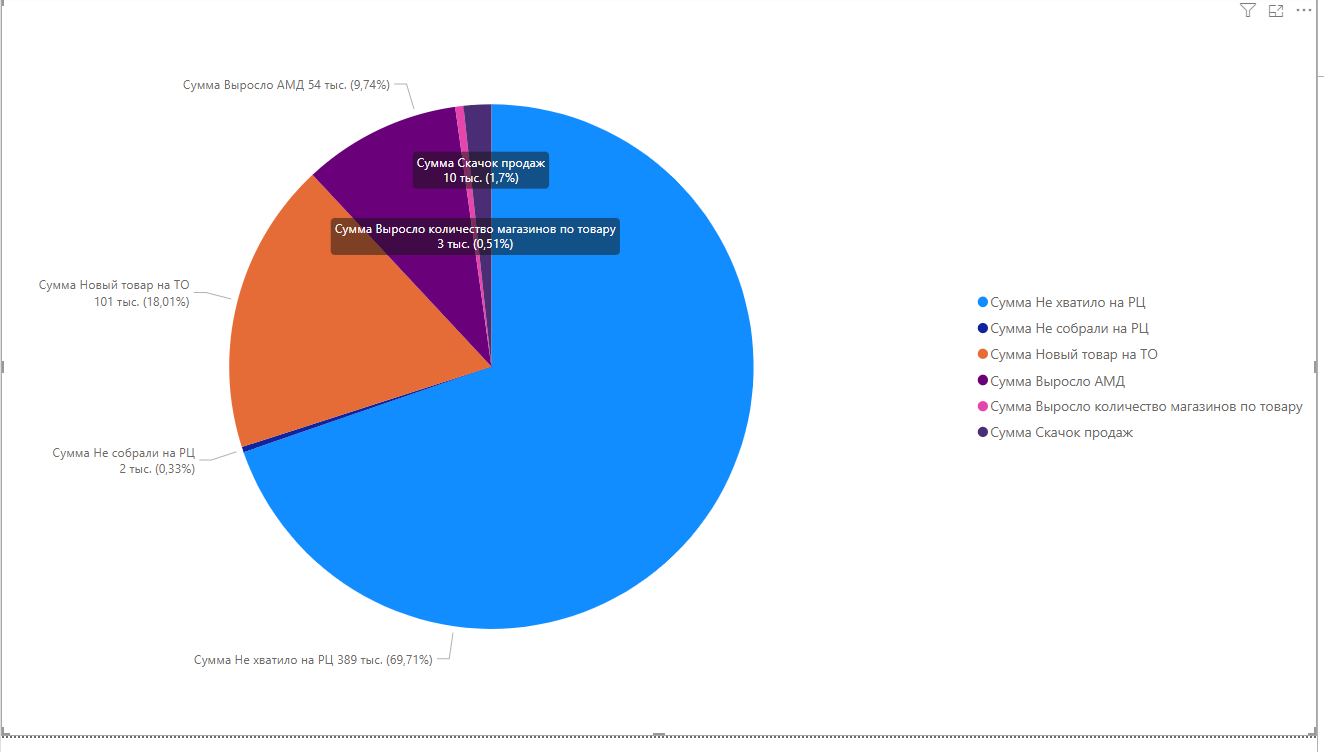 Сумма Выросло АМД 54 тыс. (9,74%)
Сумма Скачок продаж
10 тыс. (1,7%)
Сумма Выросло количество магазинов по товару
3 тыс. (0,51%)
Сумма Новый товар на ТО
101 тыс. (18,01%)
Сумма Не собрали на РЦ
2 тыс. (0,33%)
Сумма Не хватило на РЦ 389 тыс. (69,71%)
Сумма Не хватило на РЦ
Сумма Не собрали на РЦ
Сумма Новый товар на ТО
Сумма Выросло АМД
Сумма Выросло количество магазинов по товару
Сумма Скачок продаж